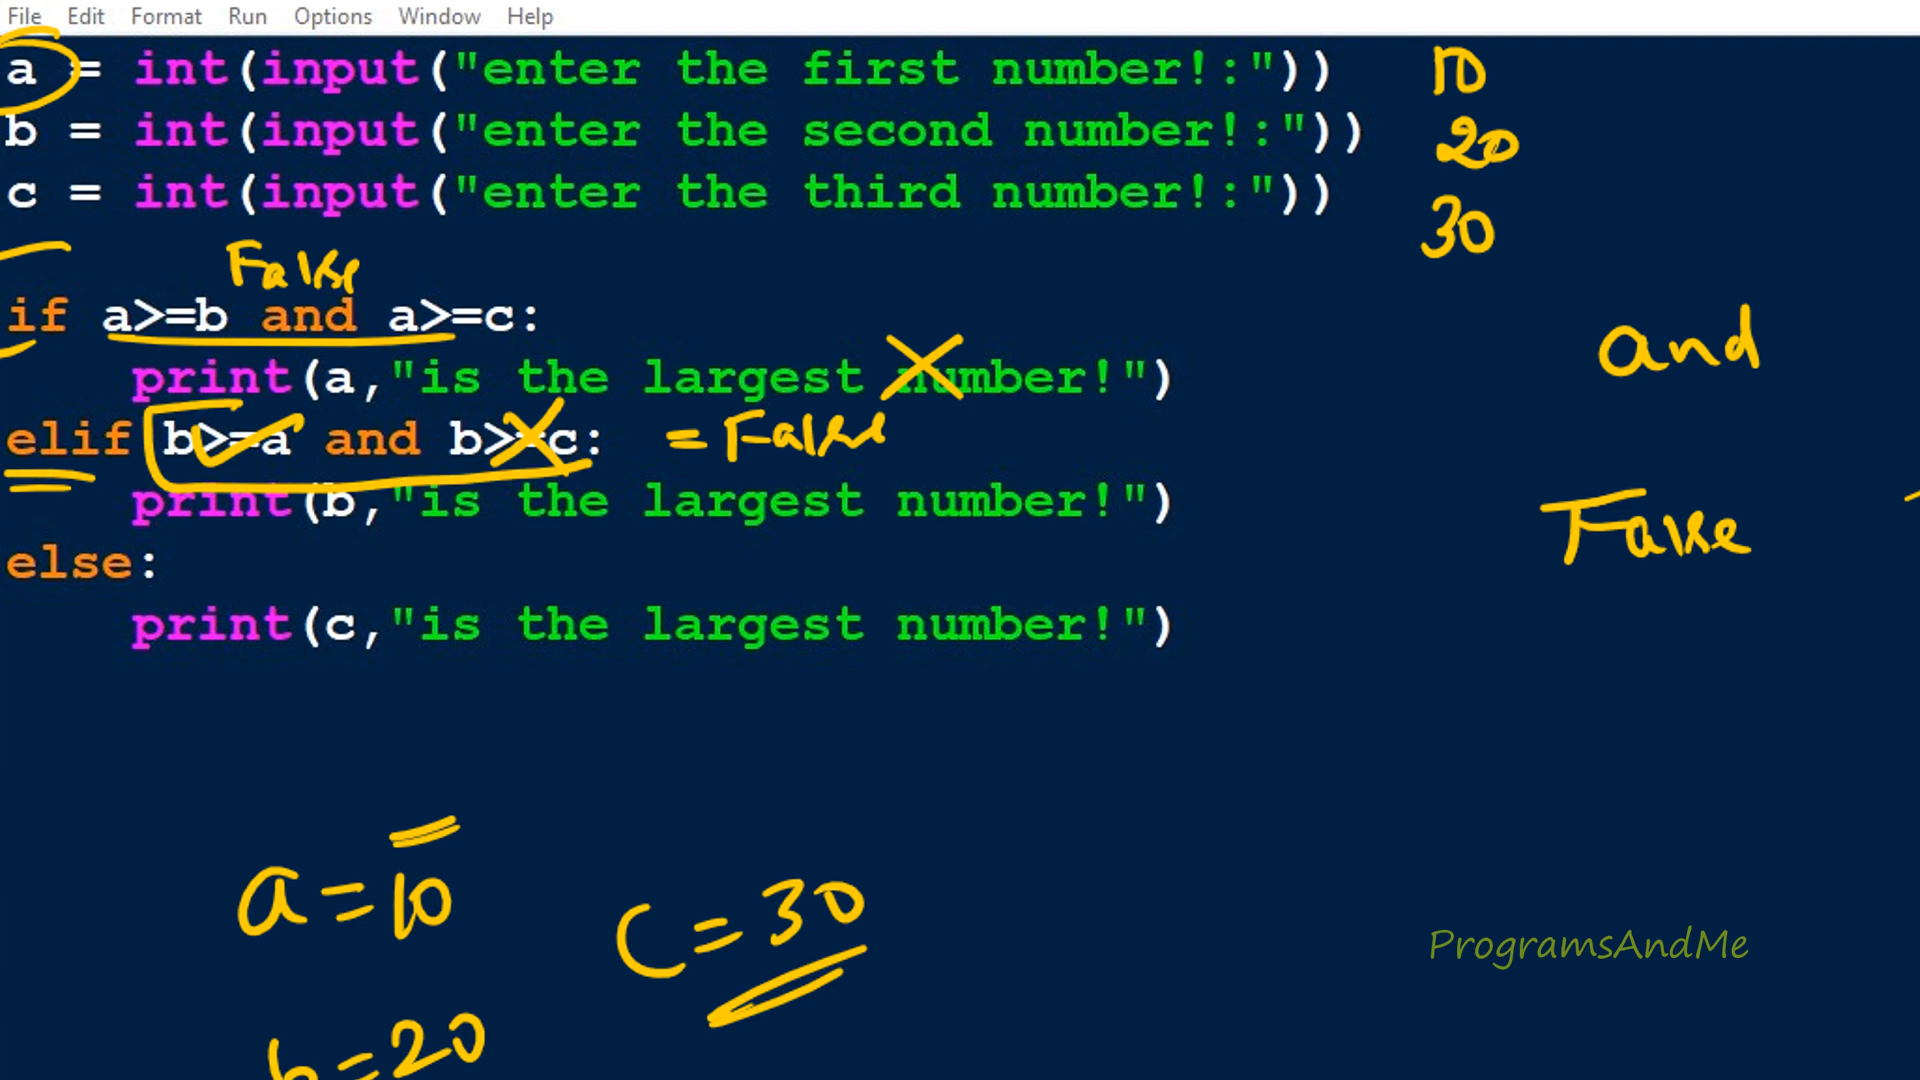 File Edit Format Run Options Window Help
a = int(input("enter the first number!:")) 10
b = int(input("enter the second number!:")) 20
c = int(input("enter the third number!:")) 30
False
if a>=b and a>=c:
and
print(a,"is the largest number!")
elif b>=a and b>=c: = False
print(b,"is the largest number!")
False
else:
print(c,"is the largest number!")
a = 10
C = 30
ProgramsAndMe
b = 20